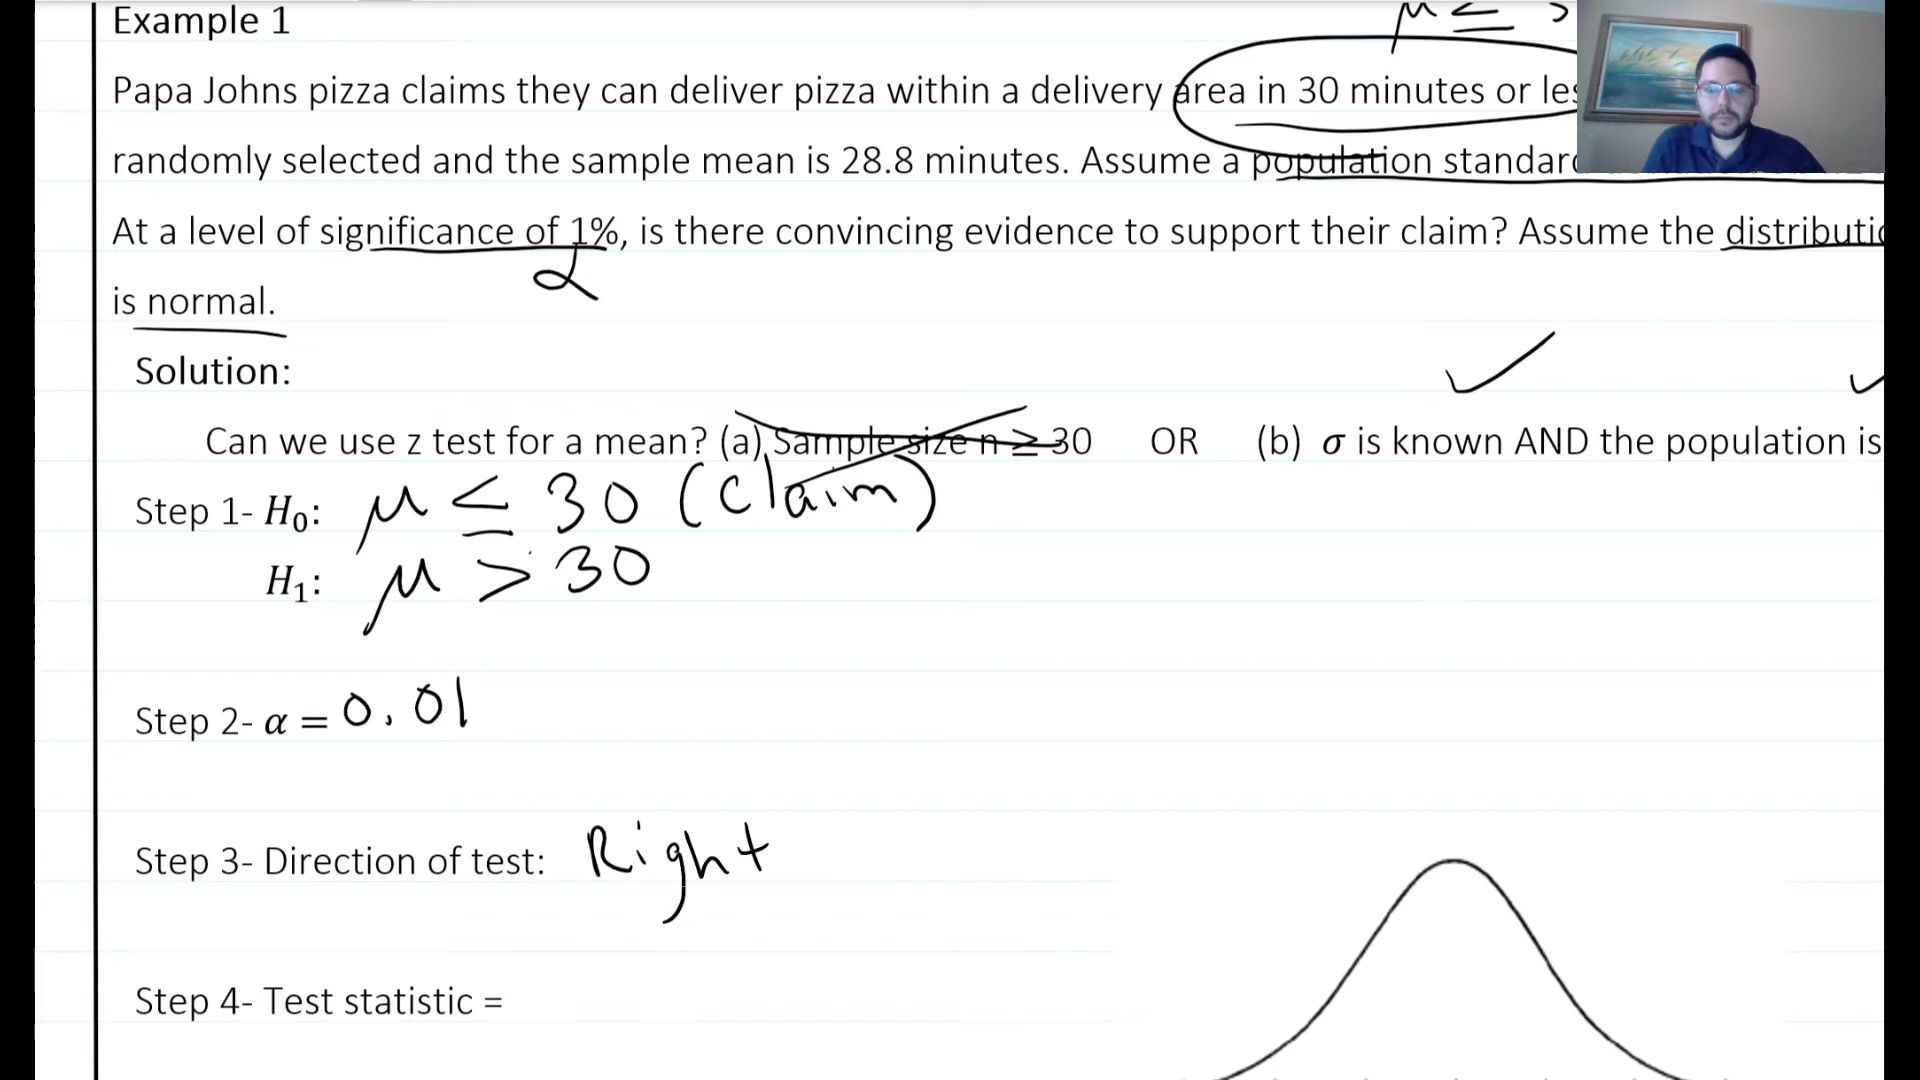 Example 1
μ ≤
Papa Johns pizza claims they can deliver pizza within a delivery area in 30 minutes or
randomly selected and the sample mean is 28.8 minutes. Assume a population
At a level of significance of 1%, is there convincing evidence to support their claim? Assume the
α
is normal.
Solution:
Can we use z test for a mean? (a) Sample size n ≥ 30 OR (b) σ is known AND the population is
Step 1- H₀: μ ≤ 30 (claim)
H₁: μ > 30
Step 2- α = 0.01
Step 3- Direction of test: Right
Step 4- Test statistic =